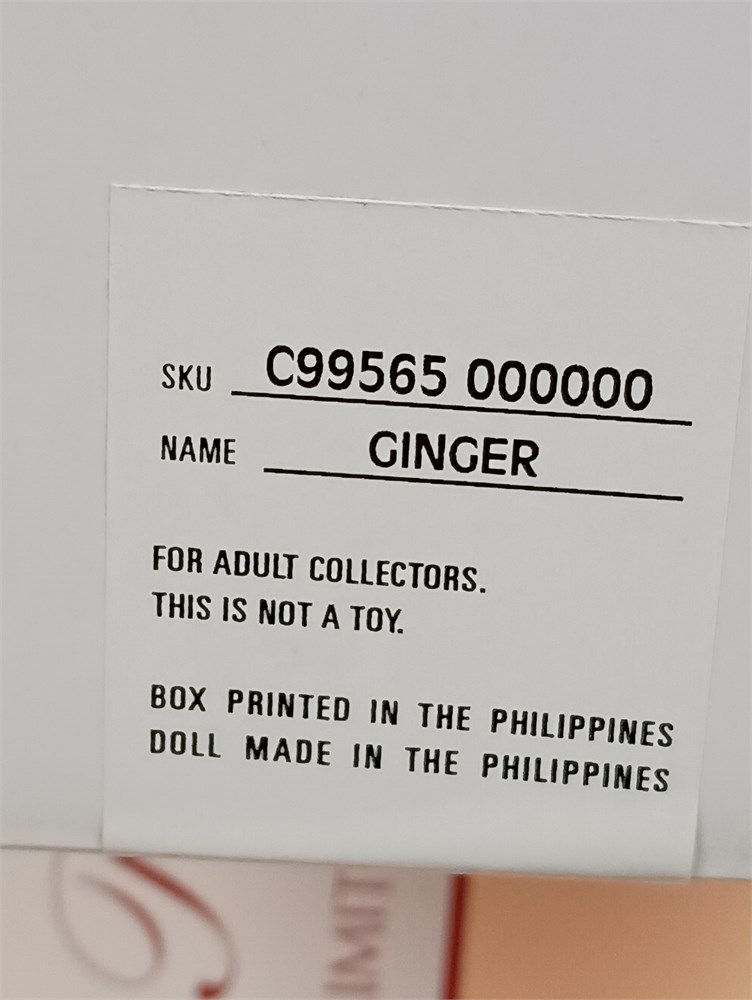 SKU C99565 000000
NAME GINGER
FOR ADULT COLLECTORS.
THIS IS NOT A TOY.
BOX PRINTED IN THE PHILIPPINES
DOLL MADE IN THE PHILIPPINES